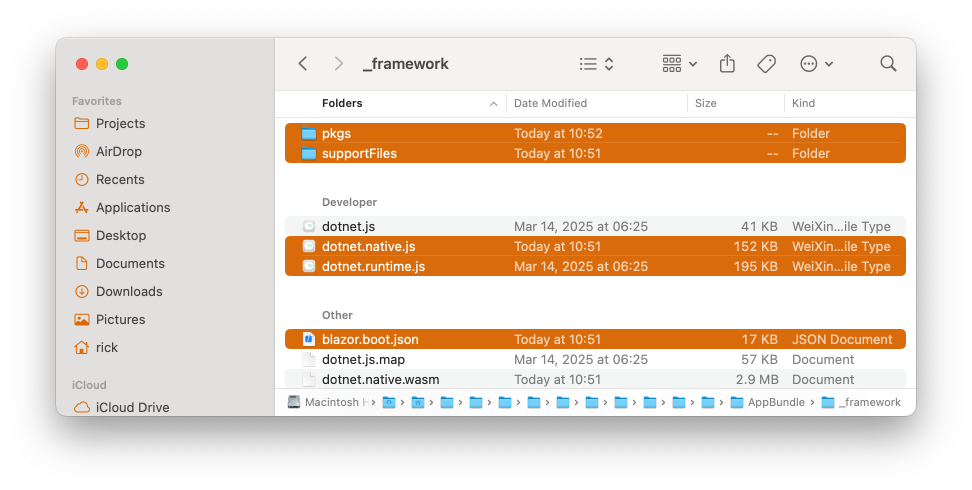 _framework
Favorites
Projects
AirDrop
Recents
Applications
Desktop
Documents
Downloads
Pictures
rick
iCloud
iCloud Drive
Folders Date Modified Size Kind
pkgs Today at 10:52 -- Folder
supportFiles Today at 10:51 -- Folder
Developer
dotnet.js Mar 14, 2025 at 06:25 41 KB WeiXin...ile Type
dotnet.native.js Today at 10:51 152 KB WeiXin...ile Type
dotnet.runtime.js Mar 14, 2025 at 06:25 195 KB WeiXin...ile Type
Other
blazor.boot.json Today at 10:51 17 KB JSON Document
dotnet.js.map Mar 14, 2025 at 06:25 57 KB Document
dotnet.native.wasm Today at 10:51 2.9 MB Document
Macintosh H › › › › › › › › › › › › › AppBundle › _framework